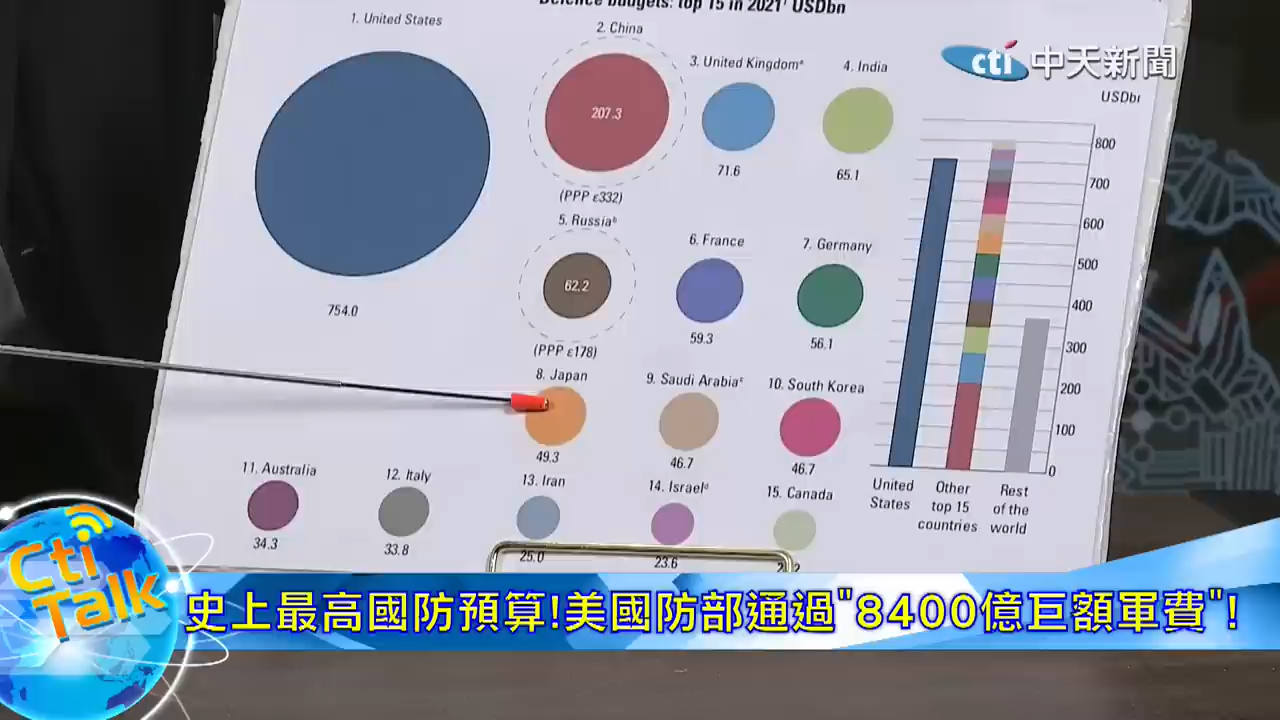 Defence budgets: top 15 in 2021¹ USDbn
1. United States
754.0
2. China
207.3
(PPP ε332)
3. United Kingdomᵃ
71.6
4. India
65.1
5. Russiaᵇ
62.2
(PPP ε178)
6. France
59.3
7. Germany
56.1
8. Japan
49.3
9. Saudi Arabiaᶜ
46.7
10. South Korea
46.7
11. Australia
34.3
12. Italy
33.8
13. Iran
25.0
14. Israelᵈ
23.6
15. Canada
cti 中天新聞
USDbn
800
700
600
500
400
300
200
100
0
United States
Other top 15 countries
Rest of the world
Cti Talk
史上最高國防預算!美國防部通過"8400億巨額軍費"!